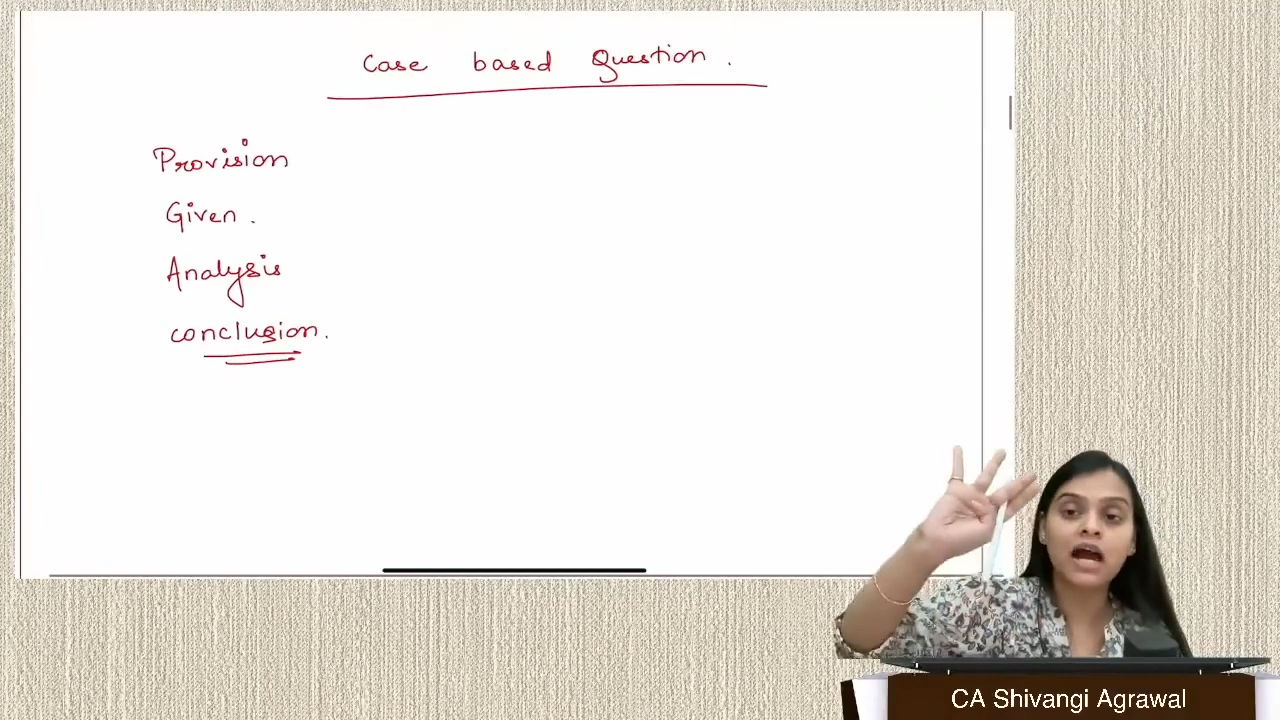 Case based Question.
Provision
Given.
Analysis
conclusion.
CA Shivangi Agrawal